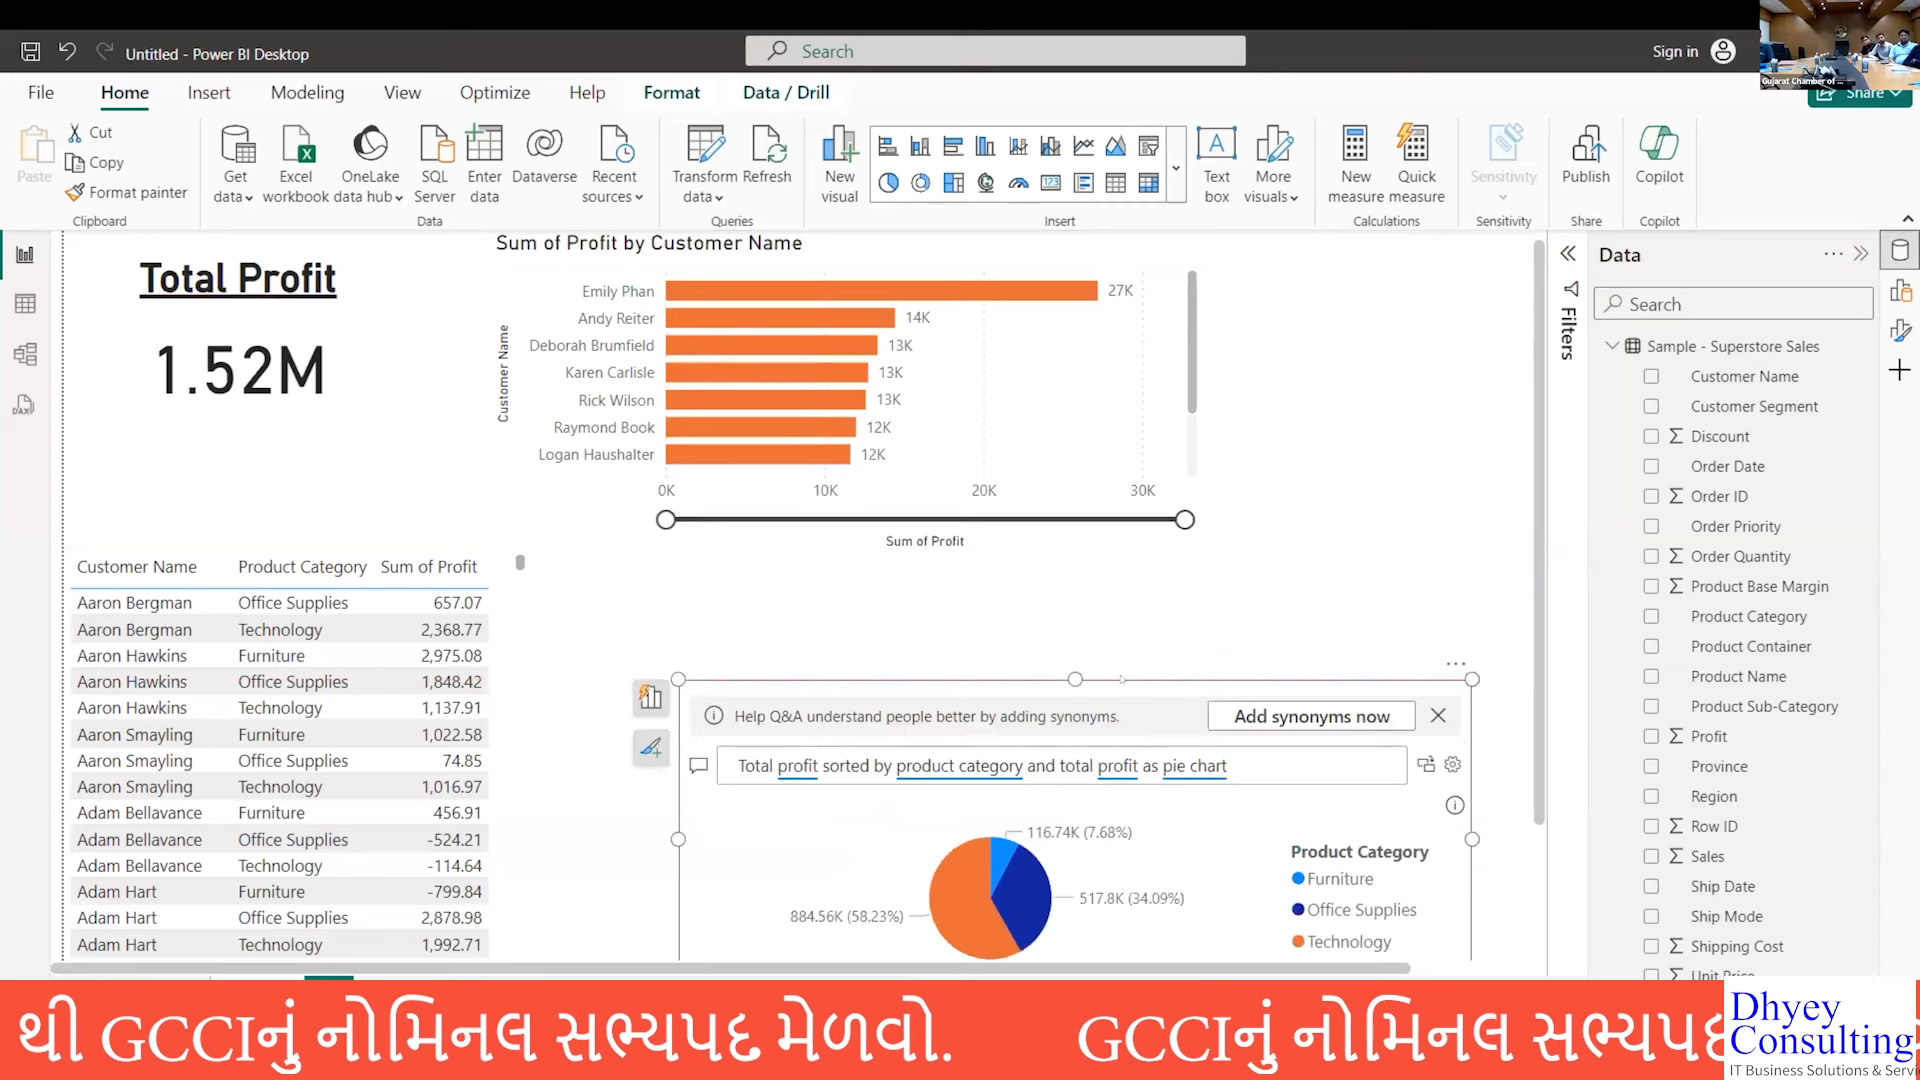 Untitled - Power BI Desktop
Search
Sign in
Gujarat Chamber of ...
File Home Insert Modeling View Optimize Help Format Data / Drill
Share
Paste
Cut
Copy
Format painter
Clipboard
Get data
Excel workbook
OneLake data hub
SQL Server
Enter data
Dataverse
Recent sources
Data
Transform data
Refresh
Queries
New visual
Text box
More visuals
Insert
New measure
Quick measure
Calculations
Sensitivity
Sensitivity
Publish
Share
Copilot
Copilot
Total Profit
1.52M
Sum of Profit by Customer Name
Customer Name
Emily Phan 27K
Andy Reiter 14K
Deborah Brumfield 13K
Karen Carlisle 13K
Rick Wilson 13K
Raymond Book 12K
Logan Haushalter 12K
0K 10K 20K 30K
Sum of Profit
Customer Name Product Category Sum of Profit
Aaron Bergman Office Supplies 657.07
Aaron Bergman Technology 2,368.77
Aaron Hawkins Furniture 2,975.08
Aaron Hawkins Office Supplies 1,848.42
Aaron Hawkins Technology 1,137.91
Aaron Smayling Furniture 1,022.58
Aaron Smayling Office Supplies 74.85
Aaron Smayling Technology 1,016.97
Adam Bellavance Furniture 456.91
Adam Bellavance Office Supplies -524.21
Adam Bellavance Technology -114.64
Adam Hart Furniture -799.84
Adam Hart Office Supplies 2,878.98
Adam Hart Technology 1,992.71
Help Q&A understand people better by adding synonyms.
Add synonyms now
Total profit sorted by product category and total profit as pie chart
116.74K (7.68%)
517.8K (34.09%)
884.56K (58.23%)
Product Category
Furniture
Office Supplies
Technology
Filters
Data
Search
Sample - Superstore Sales
Customer Name
Customer Segment
Discount
Order Date
Order ID
Order Priority
Order Quantity
Product Base Margin
Product Category
Product Container
Product Name
Product Sub-Category
Profit
Province
Region
Row ID
Sales
Ship Date
Ship Mode
Shipping Cost
Unit Price
થી GCCIનું નોમિનલ સભ્યપદ મેળવો. GCCIનું નોમિનલ સભ્યપદ
Dhyey
Consulting
IT Business Solutions & Servi